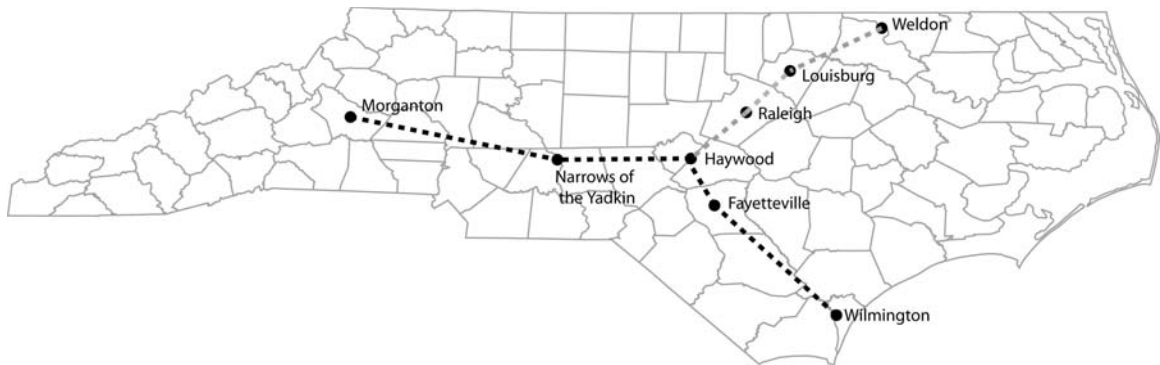 Weldon
Louisburg
Morganton
Raleigh
Haywood
Narrows of
the Yadkin
Fayetteville
Wilmington